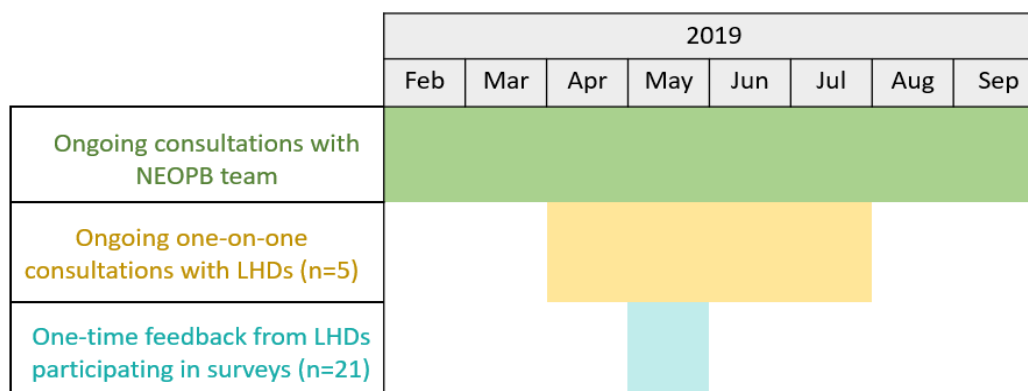 2019
Feb Mar Apr May Jun Jul Aug Sep
Ongoing consultations with
NEOPB team
Ongoing one-on-one
consultations with LHDs (n=5)
One-time feedback from LHDs
participating in surveys (n=21)